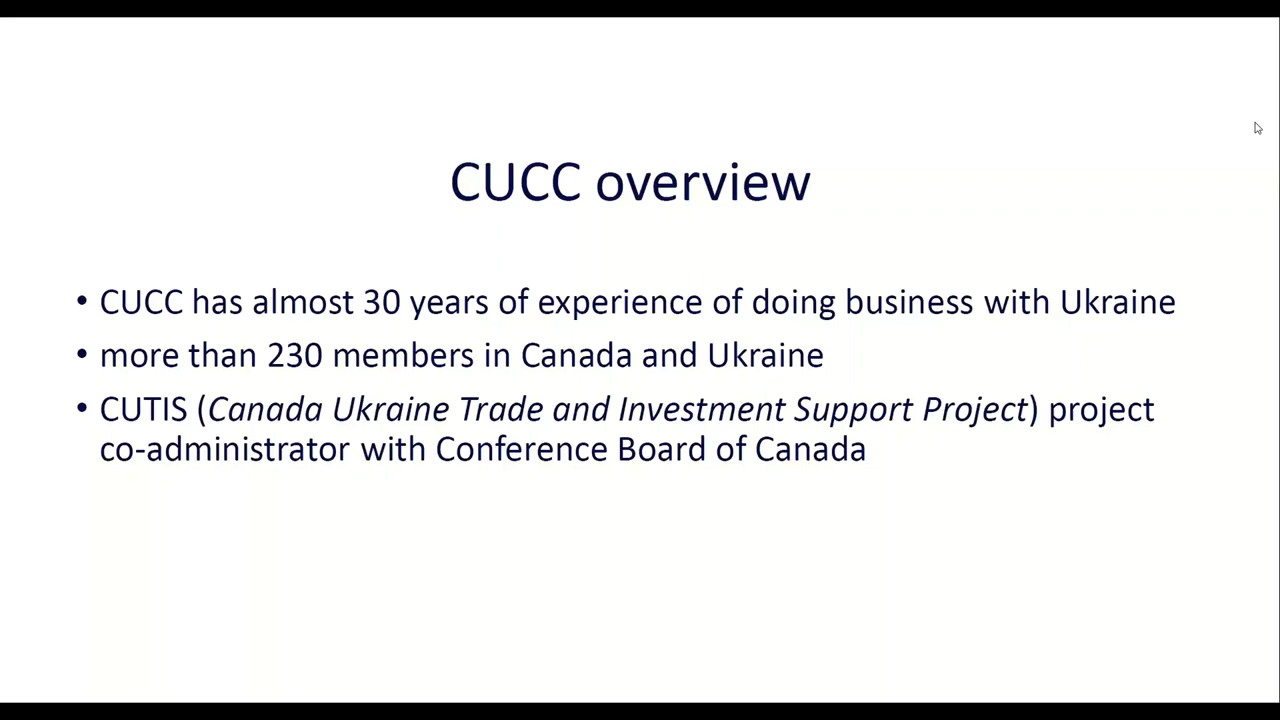 CUCC overview
• CUCC has almost 30 years of experience of doing business with Ukraine
• more than 230 members in Canada and Ukraine
• CUTIS (Canada Ukraine Trade and Investment Support Project) project
co-administrator with Conference Board of Canada